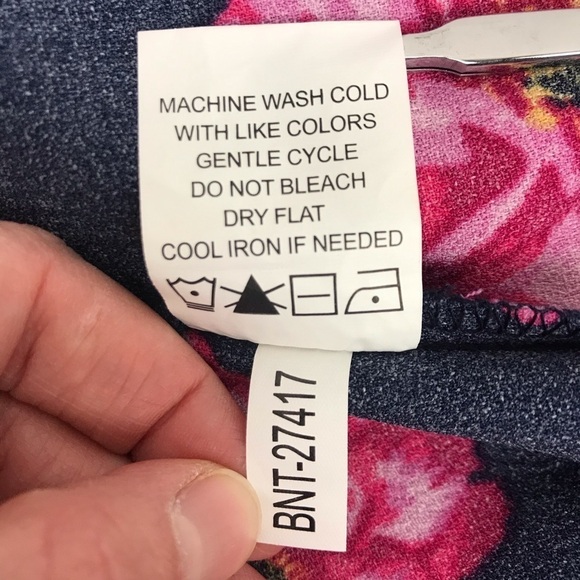 MACHINE WASH COLD
WITH LIKE COLORS
GENTLE CYCLE
DO NOT BLEACH
DRY FLAT
COOL IRON IF NEEDED
BNT-27417